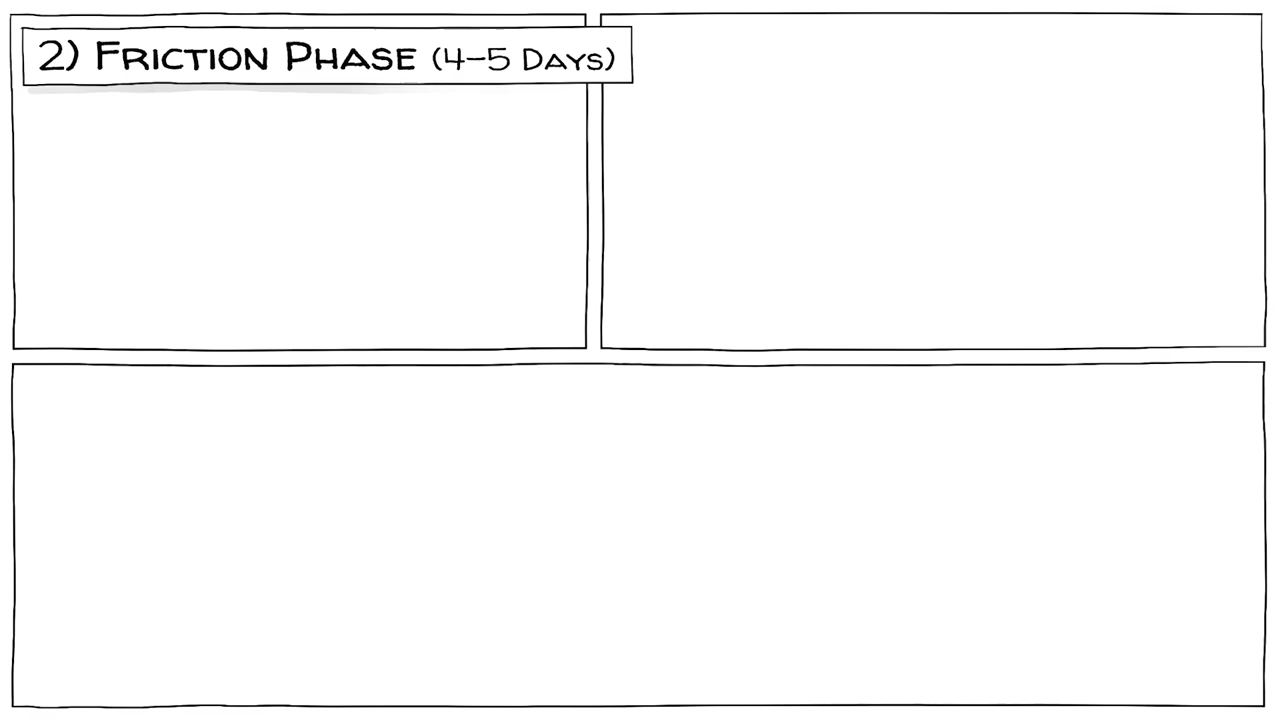 2) FRICTION PHASE (4–5 DAYS)